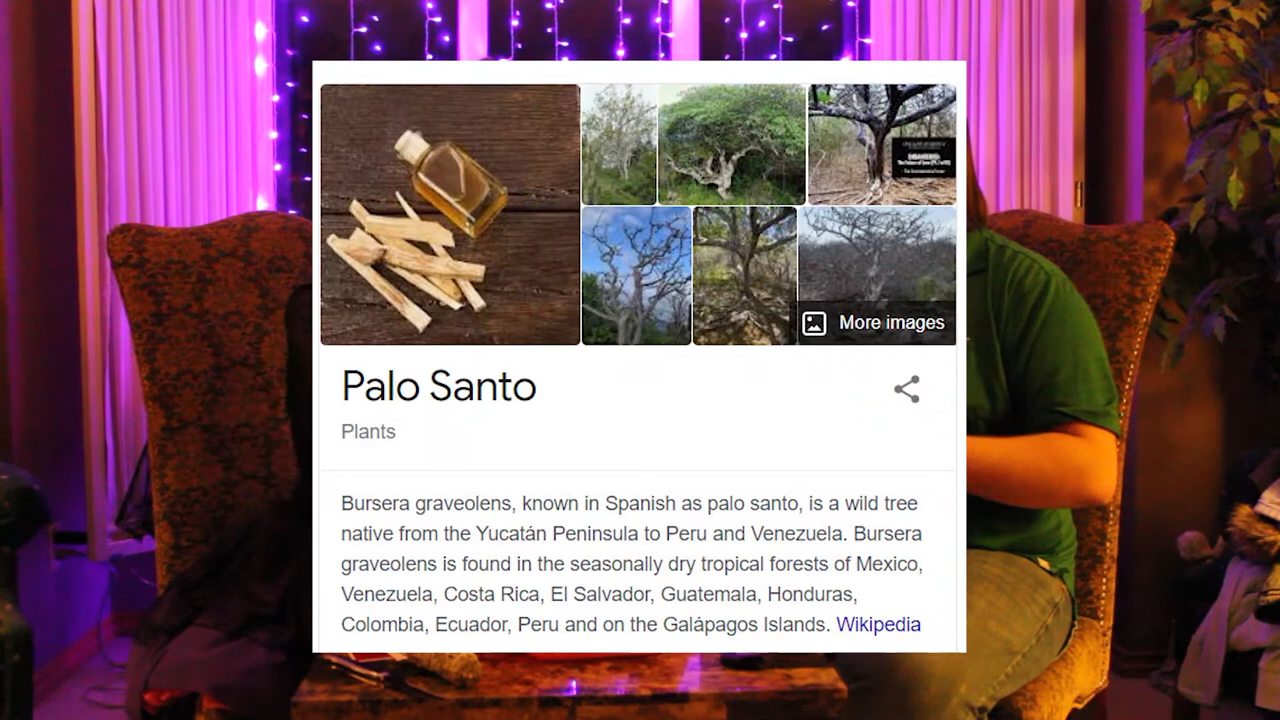 More images
Palo Santo
Plants
Bursera graveolens, known in Spanish as palo santo, is a wild tree
native from the Yucatán Peninsula to Peru and Venezuela. Bursera
graveolens is found in the seasonally dry tropical forests of Mexico,
Venezuela, Costa Rica, El Salvador, Guatemala, Honduras,
Colombia, Ecuador, Peru and on the Galápagos Islands. Wikipedia